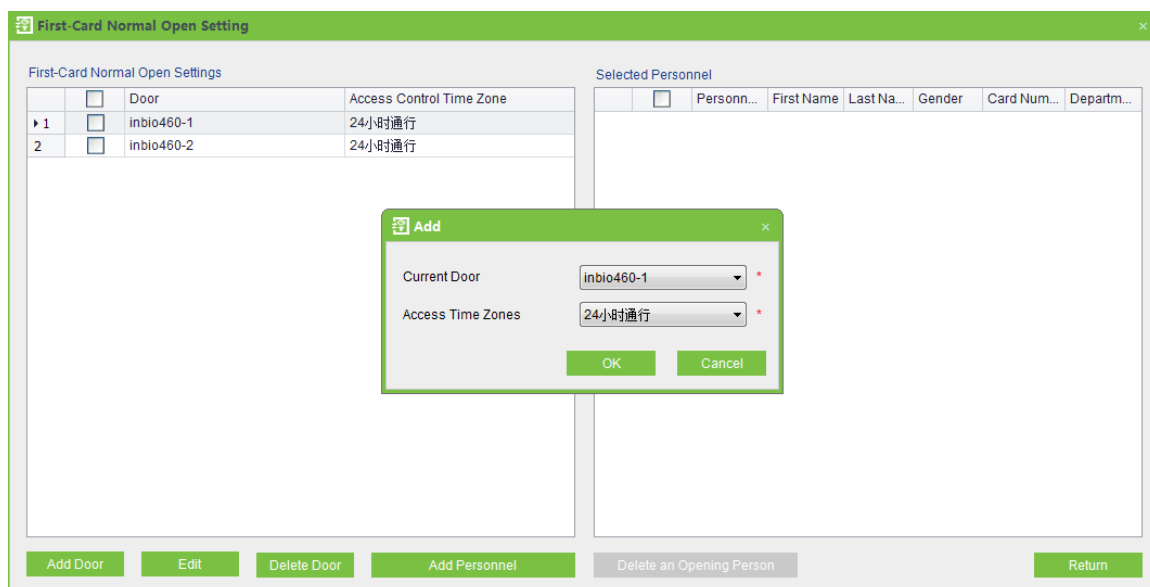 First-Card Normal Open Setting ×
First-Card Normal Open Settings
Door Access Control Time Zone
1 inbio460-1 24小时通行
2 inbio460-2 24小时通行
Selected Personnel
Personn... First Name Last Na... Gender Card Num... Departm...
Add ×
Current Door inbio460-1 *
Access Time Zones 24小时通行 *
OK Cancel
Add Door Edit Delete Door Add Personnel Delete an Opening Person Return